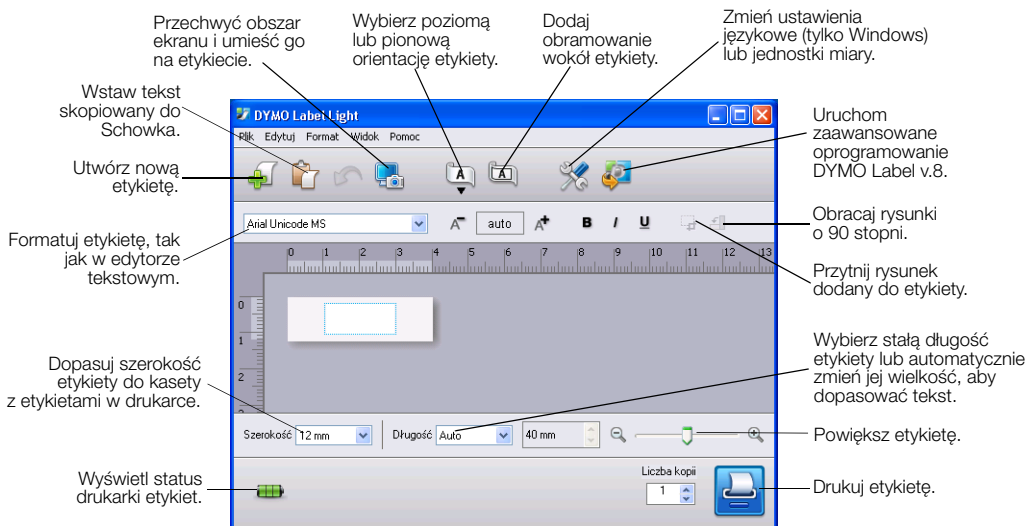 Przechwyć obszar
ekranu i umieść go
na etykiecie.
Wybierz poziomą
lub pionową
orientację etykiety.
Dodaj
obramowanie
wokół etykiety.
Zmień ustawienia
językowe (tylko Windows)
lub jednostki miary.
Wstaw tekst
skopiowany do
Schowka.
Utwórz nową
etykietę.
Formatuj etykietę, tak
jak w edytorze
tekstowym.
Dopasuj szerokość
etykiety do kasety
z etykietami w drukarce.
Wyświetl status
drukarki etykiet.
DYMO Label Light
Plik Edytuj Format Widok Pomoc
A A
Arial Unicode MS A- auto A+ B I U
0 1 2 3 4 5 6 7 8 9 10 11 12 13
0
1
2
Szerokość 12 mm Długość Auto 40 mm
Liczba kopii
1
Uruchom
zaawansowane
oprogramowanie
DYMO Label v.8.
Obracaj rysunki
o 90 stopni.
Przytnij rysunek
dodany do etykiety.
Wybierz stałą długość
etykiety lub automatycznie
zmień jej wielkość, aby
dopasować tekst.
Powiększ etykietę.
Drukuj etykietę.